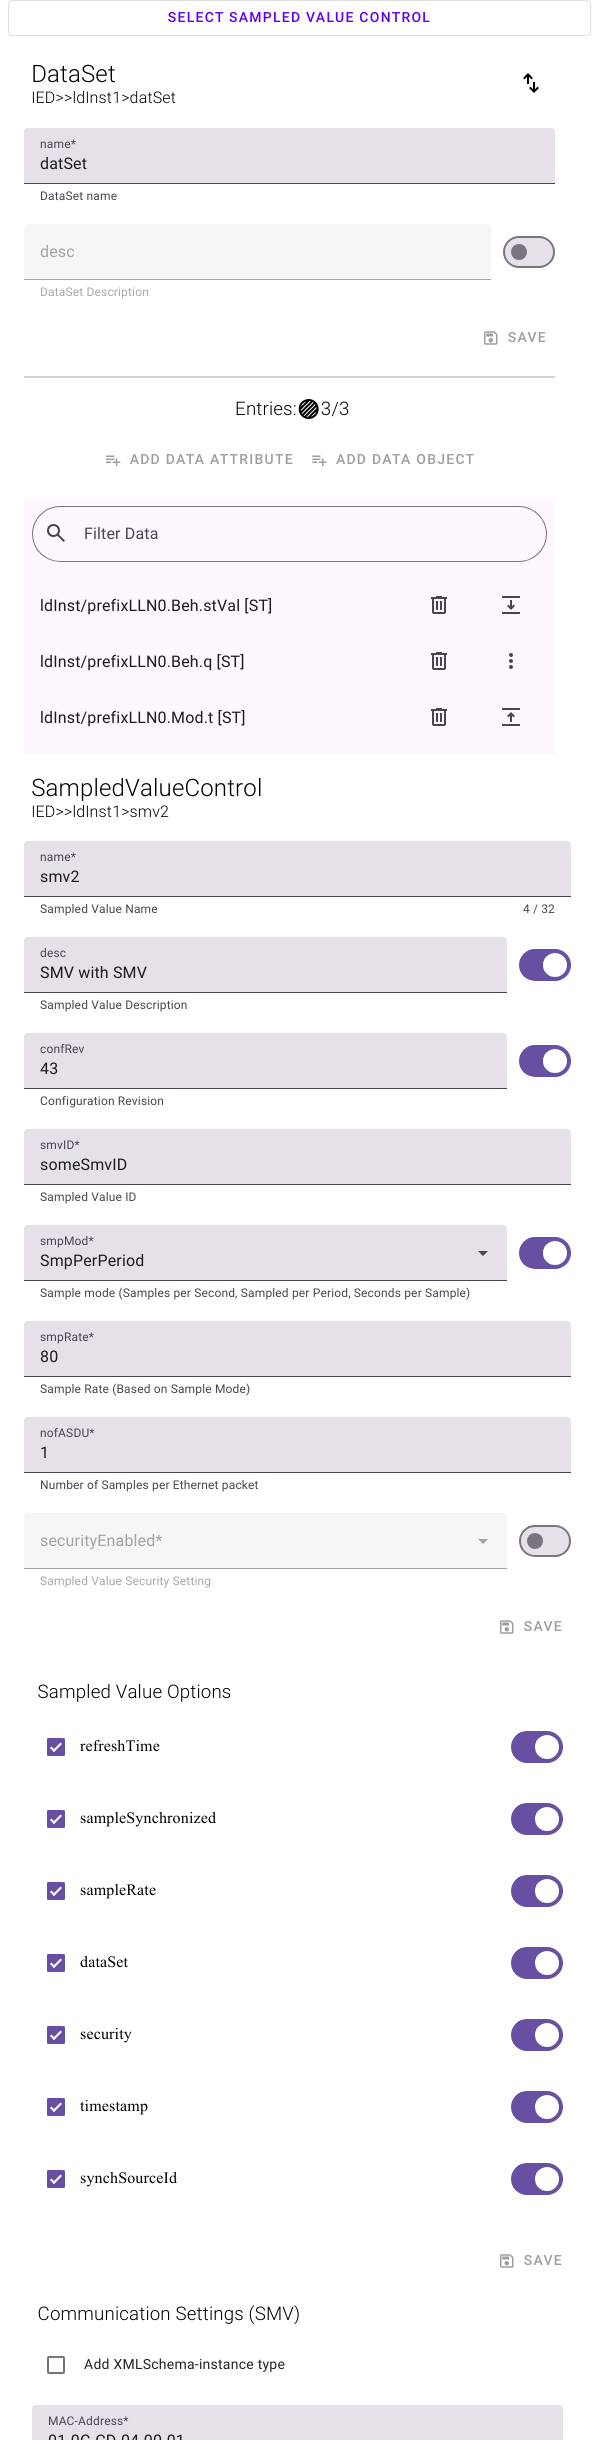 SELECT SAMPLED VALUE CONTROL
DataSet
IED>>ldInst1>datSet
name*
datSet
DataSet name
desc
DataSet Description
SAVE
Entries: 3/3
ADD DATA ATTRIBUTE ADD DATA OBJECT
Filter Data
ldInst/prefixLLN0.Beh.stVal [ST]
ldInst/prefixLLN0.Beh.q [ST]
ldInst/prefixLLN0.Mod.t [ST]
SampledValueControl
IED>>ldInst1>smv2
name*
smv2
Sampled Value Name 4 / 32
desc
SMV with SMV
Sampled Value Description
confRev
43
Configuration Revision
smvID*
someSmvID
Sampled Value ID
smpMod*
SmpPerPeriod
Sample mode (Samples per Second, Sampled per Period, Seconds per Sample)
smpRate*
80
Sample Rate (Based on Sample Mode)
nofASDU*
1
Number of Samples per Ethernet packet
securityEnabled*
Sampled Value Security Setting
SAVE
Sampled Value Options
refreshTime
sampleSynchronized
sampleRate
dataSet
security
timestamp
synchSourceId
SAVE
Communication Settings (SMV)
Add XMLSchema-instance type
MAC-Address*
01-0C-CD-04-00-01